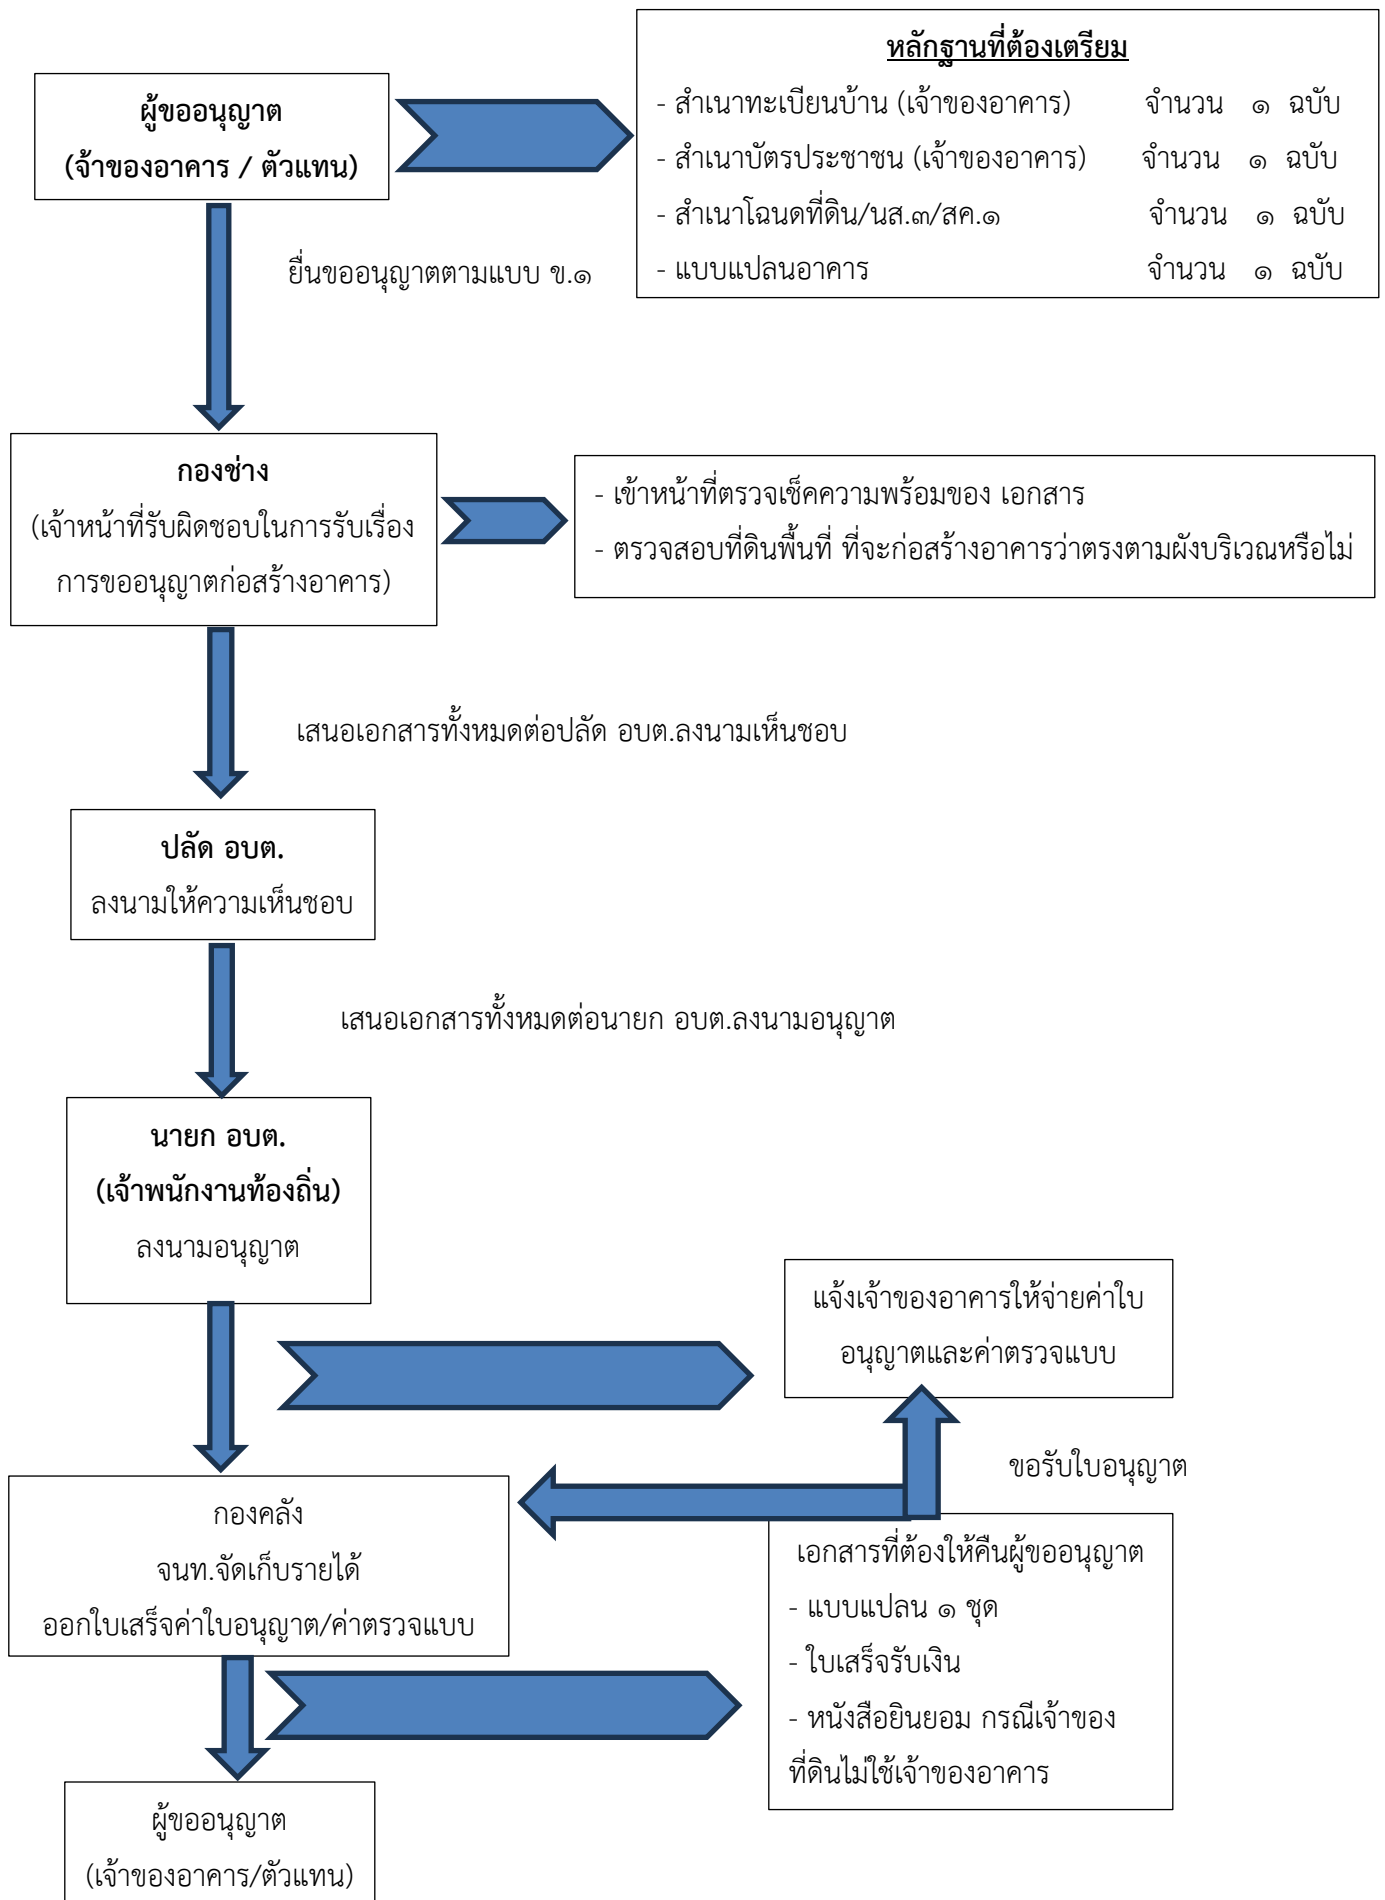 หลักฐานที่ต้องเตรียม
ผู้ขออนุญาต
(จ้าของอาคาร / ตัวแทน)
- สำเนาทะเบียนบ้าน (เจ้าของอาคาร) จำนวน ๑ ฉบับ
- สำเนาบัตรประชาชน (เจ้าของอาคาร) จำนวน ๑ ฉบับ
- สำเนาโฉนดที่ดิน/นส.๓/สค.๑ จำนวน ๑ ฉบับ
- แบบแปลนอาคาร จำนวน ๑ ฉบับ
ยื่นขออนุญาตตามแบบ ข.๑
กองช่าง
(เจ้าหน้าที่รับผิดชอบในการรับเรื่อง
การขออนุญาตก่อสร้างอาคาร)
- เข้าหน้าที่ตรวจเช็คความพร้อมของ เอกสาร
- ตรวจสอบที่ดินพื้นที่ ที่จะก่อสร้างอาคารว่าตรงตามผังบริเวณหรือไม่
เสนอเอกสารทั้งหมดต่อปลัด อบต.ลงนามเห็นชอบ
ปลัด อบต.
ลงนามให้ความเห็นชอบ
เสนอเอกสารทั้งหมดต่อนายก อบต.ลงนามอนุญาต
นายก อบต.
(เจ้าพนักงานท้องถิ่น)
ลงนามอนุญาต
แจ้งเจ้าของอาคารให้จ่ายค่าใบ
อนุญาตและค่าตรวจแบบ
ขอรับใบอนุญาต
กองคลัง
จนท.จัดเก็บรายได้
ออกใบเสร็จค่าใบอนุญาต/ค่าตรวจแบบ
เอกสารที่ต้องให้คืนผู้ขออนุญาต
- แบบแปลน ๑ ชุด
- ใบเสร็จรับเงิน
- หนังสือยินยอม กรณีเจ้าของ
ที่ดินไม่ใช้เจ้าของอาคาร
ผู้ขออนุญาต
(เจ้าของอาคาร/ตัวแทน)